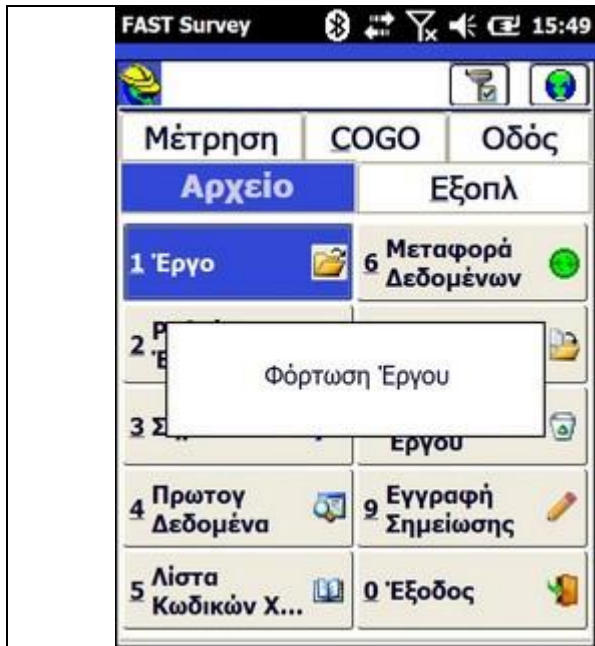 FAST Survey 15:49
Μέτρηση COGO Οδός
Αρχείο Εξοπλ
1 Έργο
6 Μεταφορά
Δεδομένων
2
Φόρτωση Έργου
3
Έργου
4 Πρωτογ
Δεδομένα
9 Εγγραφή
Σημείωσης
5 Λίστα
Κωδικών Χ...
0 Έξοδος